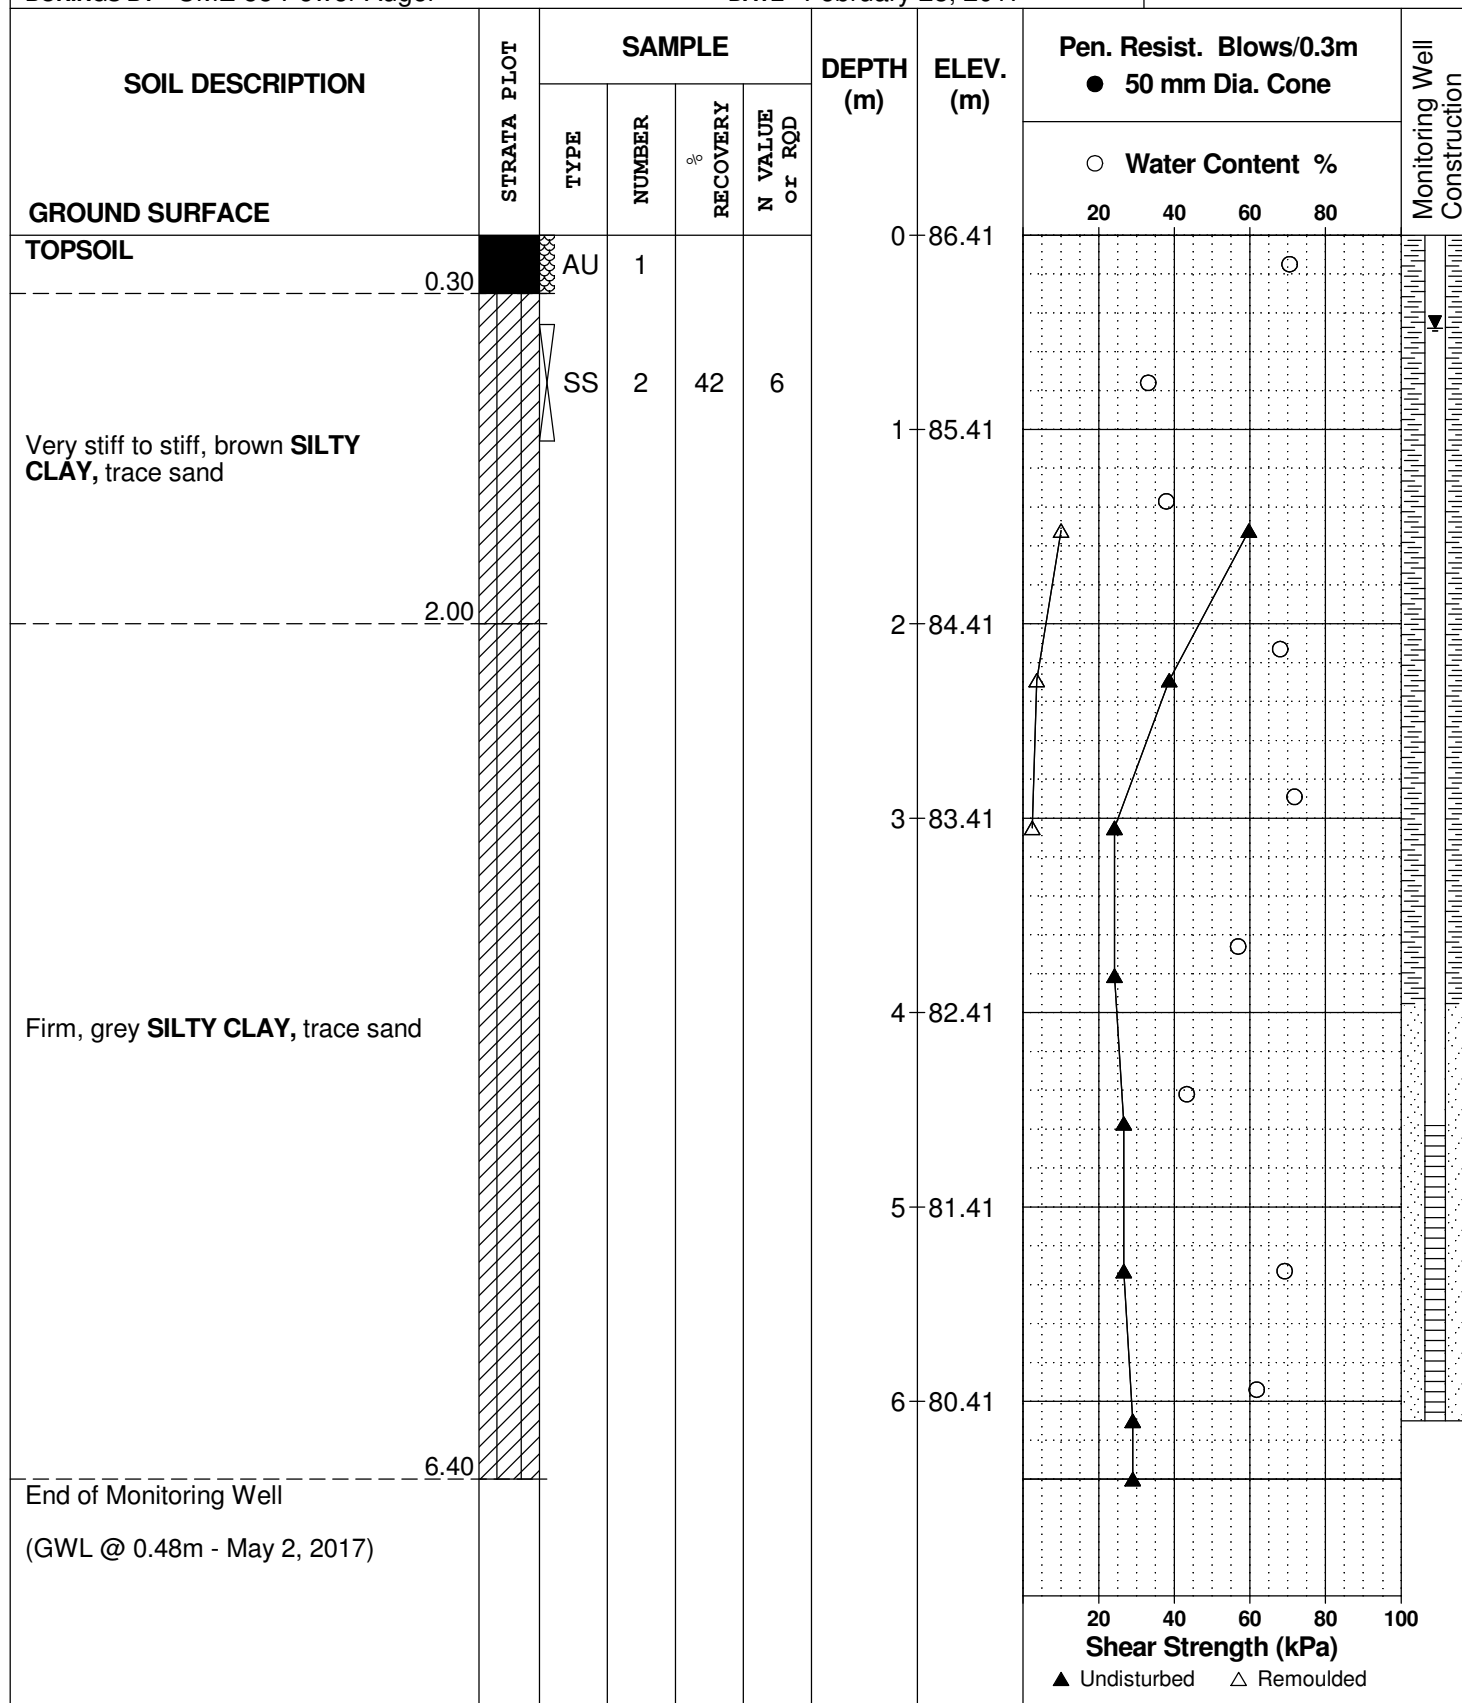 SOIL DESCRIPTION
GROUND SURFACE
STRATA PLOT
SAMPLE
TYPE
NUMBER
%
RECOVERY
N VALUE
or RQD
DEPTH
(m)
ELEV.
(m)
Pen. Resist. Blows/0.3m
● 50 mm Dia. Cone
○ Water Content %
20 40 60 80
Monitoring Well
Construction
TOPSOIL
0.30
AU 1
0 86.41
SS 2 42 6
1 85.41
Very stiff to stiff, brown SILTY
CLAY, trace sand
2.00
2 84.41
3 83.41
4 82.41
Firm, grey SILTY CLAY, trace sand
5 81.41
6 80.41
6.40
End of Monitoring Well
(GWL @ 0.48m - May 2, 2017)
20 40 60 80 100
Shear Strength (kPa)
▲ Undisturbed △ Remoulded